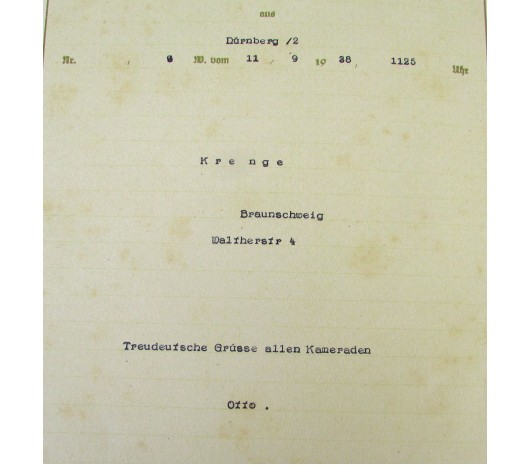 aus
Nürnberg /2
Nr. 6 W. vom 11 9 19 38, 1125 Uhr
K r e n g e
Braunschweig
Waltherstr 4
Treudeutsche Grüsse allen Kameraden
Otto .